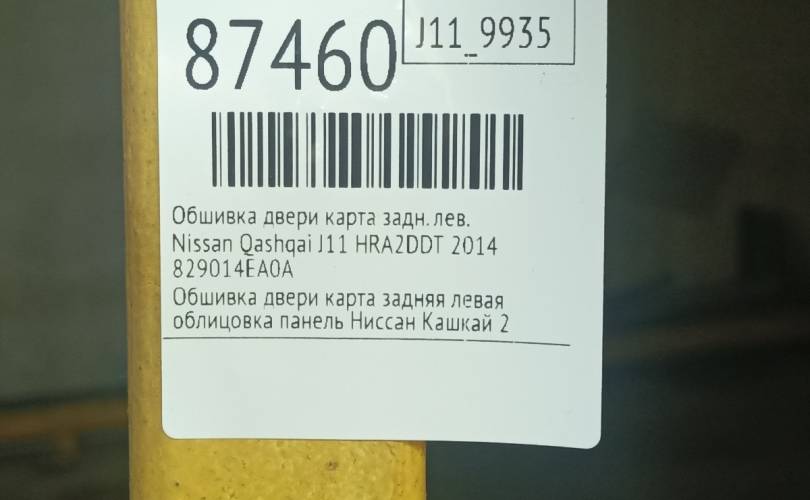 87460
J11_9935
Обшивка двери карта задн. лев.
Nissan Qashqai J11 HRA2DDT 2014
829014EA0A
Обшивка двери карта задняя левая
облицовка панель Ниссан Кашкай 2